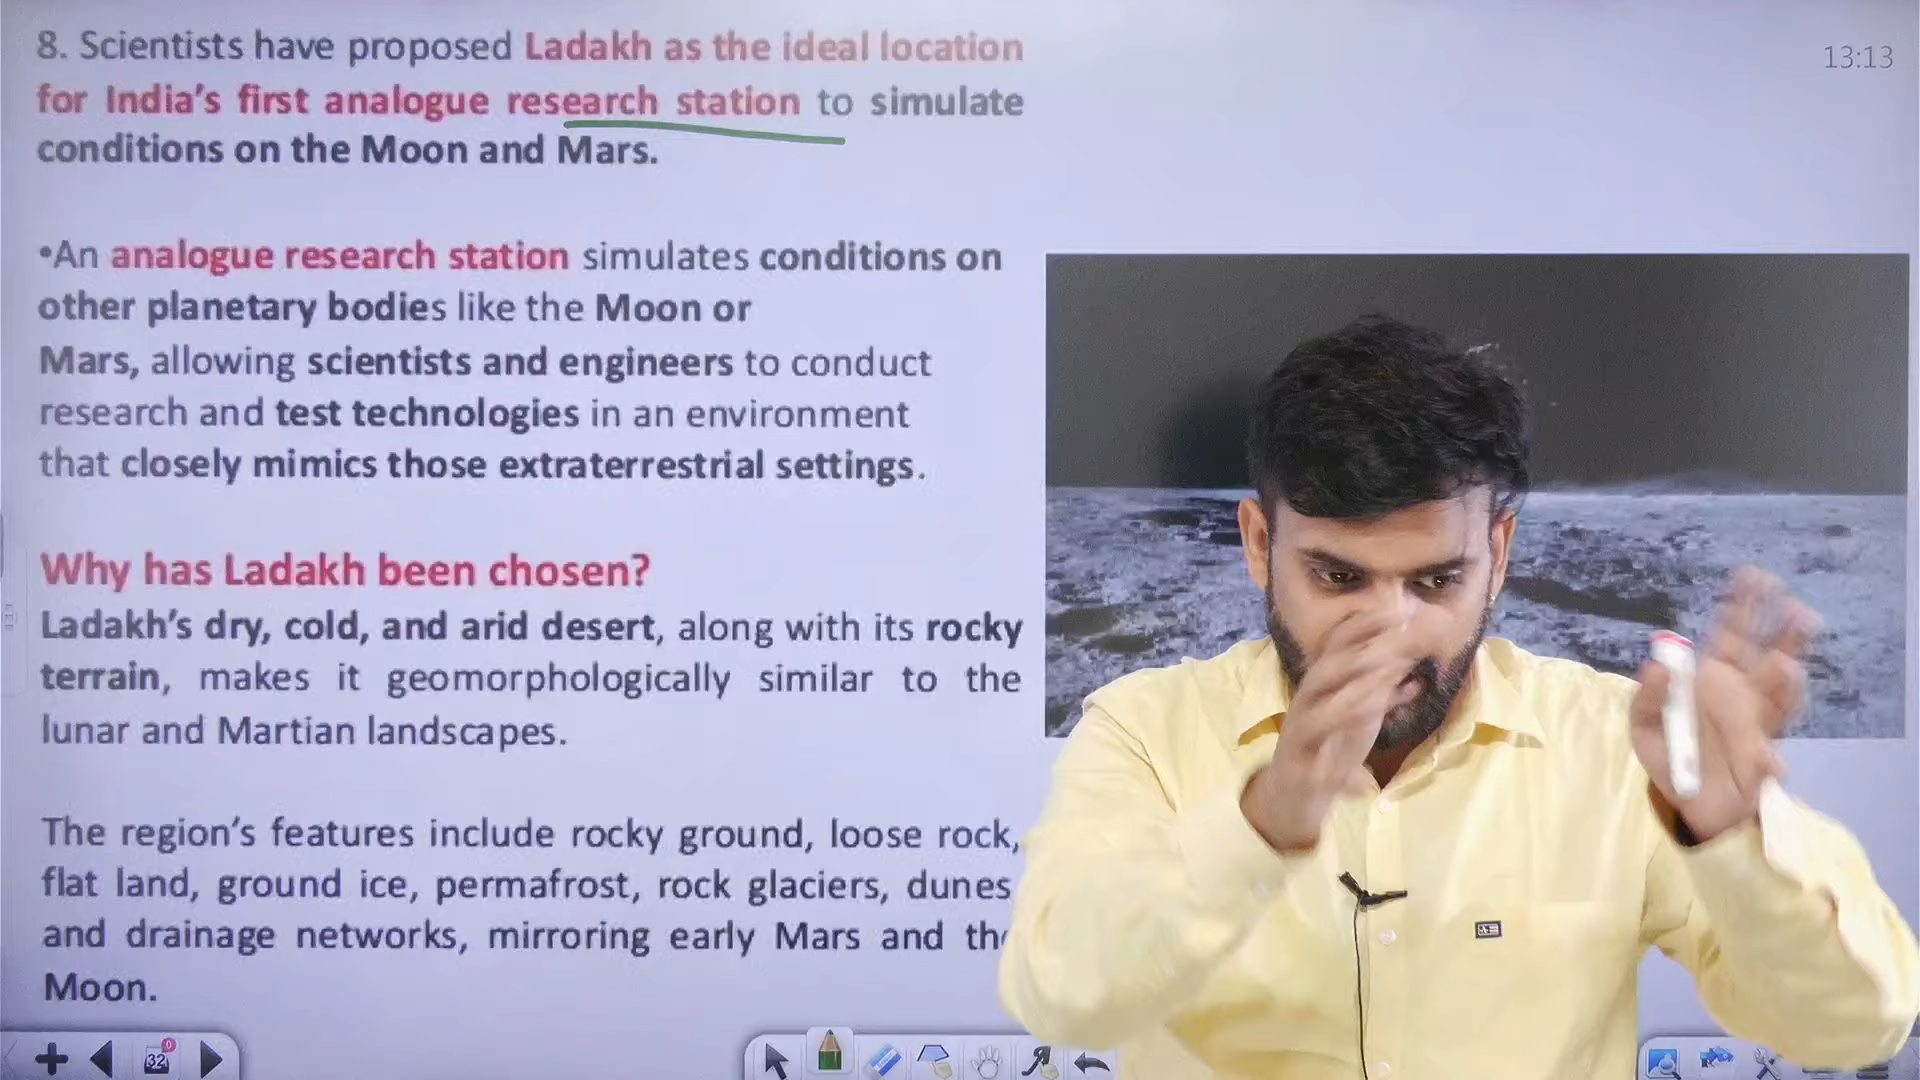 8. Scientists have proposed Ladakh as the ideal location
13:13
for India's first analogue research station to simulate
conditions on the Moon and Mars.
•An analogue research station simulates conditions on
other planetary bodies like the Moon or
Mars, allowing scientists and engineers to conduct
research and test technologies in an environment
that closely mimics those extraterrestrial settings.
Why has Ladakh been chosen?
Ladakh's dry, cold, and arid desert, along with its rocky
terrain, makes it geomorphologically similar to the
lunar and Martian landscapes.
The region's features include rocky ground, loose rock,
flat land, ground ice, permafrost, rock glaciers, dunes
and drainage networks, mirroring early Mars and the
Moon.
32
0